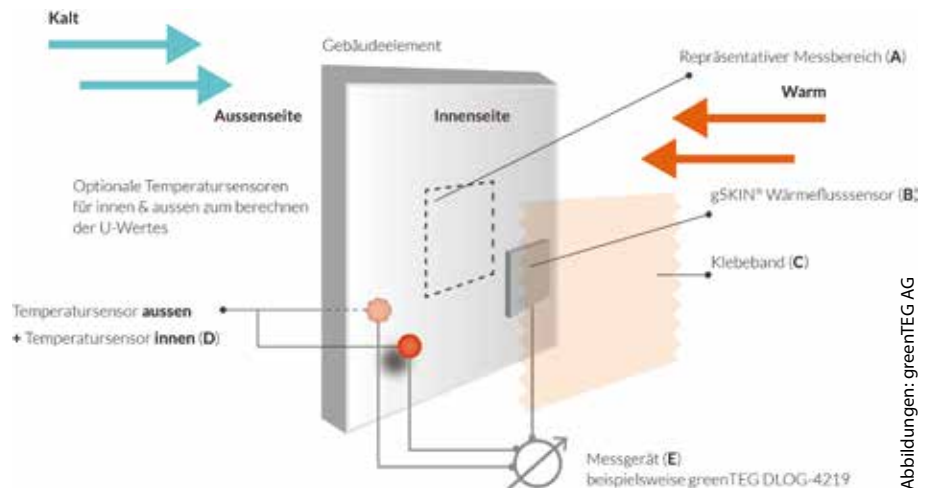 Kalt
Gebäudeelement
Repräsentativer Messbereich (A)
Warm
Aussenseite
Innenseite
Optionale Temperatursensoren
für innen & aussen zum berechnen
der U-Wertes
gSKIN® Wärmeflusssensor (B)
Klebeband (C)
Temperatursensor aussen
+ Temperatursensor innen (D)
Messgerät (E)
beispielsweise greenTEG DLOG-4219
Abbildungen: greenTEG AG